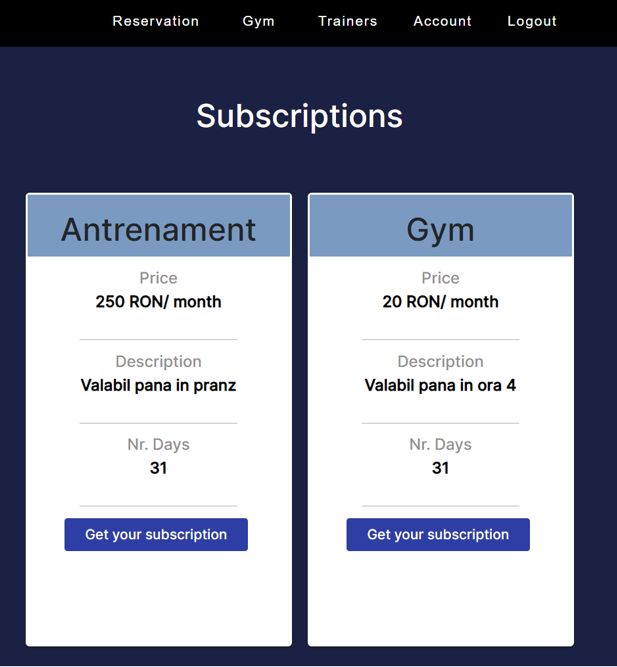 Reservation Gym Trainers Account Logout
Subscriptions
Antrenament
Price
250 RON/ month
Description
Valabil pana in pranz
Nr. Days
31
Get your subscription
Gym
Price
20 RON/ month
Description
Valabil pana in ora 4
Nr. Days
31
Get your subscription